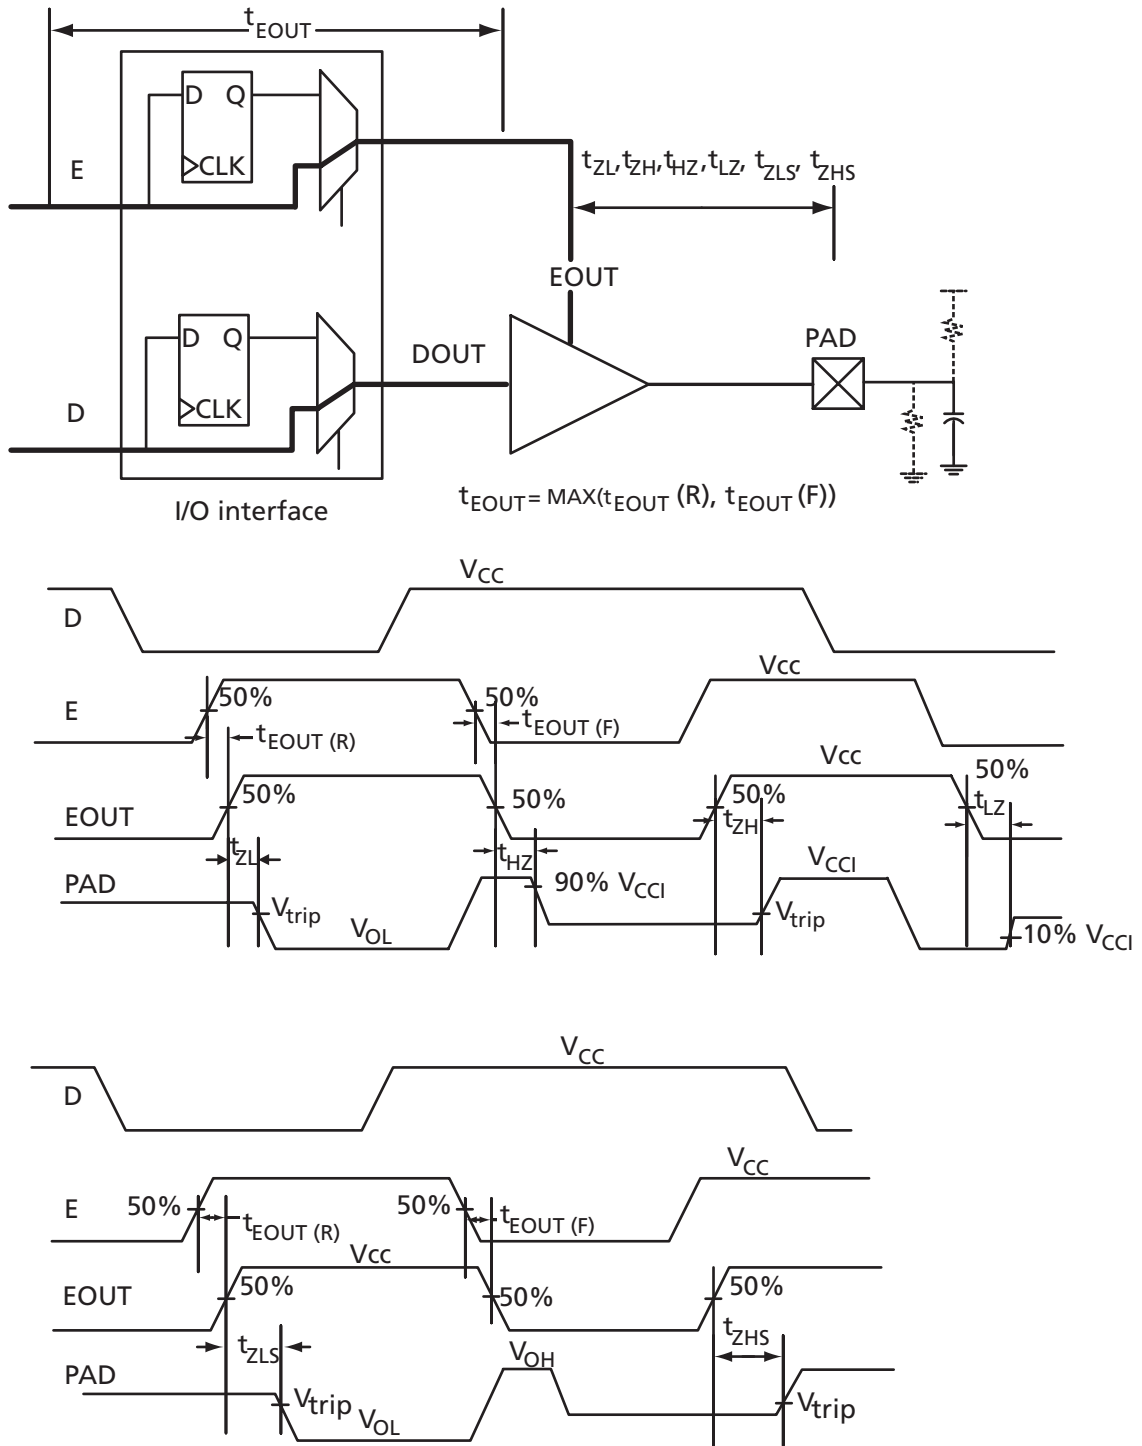 tEOUT
D Q
CLK
E
tZL, tZH, tHZ, tLZ, tZLS, tZHS
EOUT
D Q
CLK
D
DOUT
PAD
I/O interface
tEOUT = MAX(tEOUT (R), tEOUT (F))
D
VCC
E
50%
tEOUT (R)
50%
tEOUT (F)
Vcc
EOUT
50%
50%
50%
Vcc
50%
tZL
tHZ
tZH
tLZ
PAD
Vtrip
VOL
90% VCCI
Vtrip
VCCI
10% VCCI
D
VCC
E
50%
tEOUT (R)
50%
tEOUT (F)
VCC
EOUT
50%
Vcc
50%
50%
tZLS
tZHS
PAD
Vtrip
VOL
VOH
Vtrip